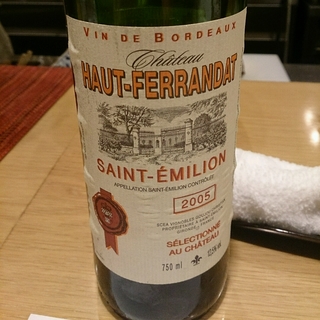 VIN DE BORDEAUX
Château
HAUT-FERRANDAT
SAINT-ÉMILION
APPELLATION SAINT-ÉMILION CONTRÔLÉE
2005
SÉLECTIONNÉ
AU CHÂTEAU
750 ml